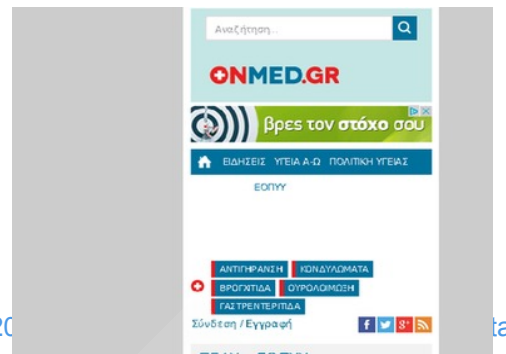 Αναζήτηση...
ONMED.GR
βρες τον στόχο σου
ΕΙΔΗΣΕΙΣ ΥΓΕΙΑ Α-Ω ΠΟΛΙΤΙΚΗ ΥΓΕΙΑΣ
ΕΟΠΥΥ
ΑΝΤΙΓΗΡΑΝΣΗ ΚΟΝΔΥΛΩΜΑΤΑ
ΒΡΟΓΧΙΤΙΔΑ ΟΥΡΟΛΟΙΜΩΞΗ
ΓΑΣΤΡΕΝΤΕΡΙΤΙΔΑ
Σύνδεση / Εγγραφή